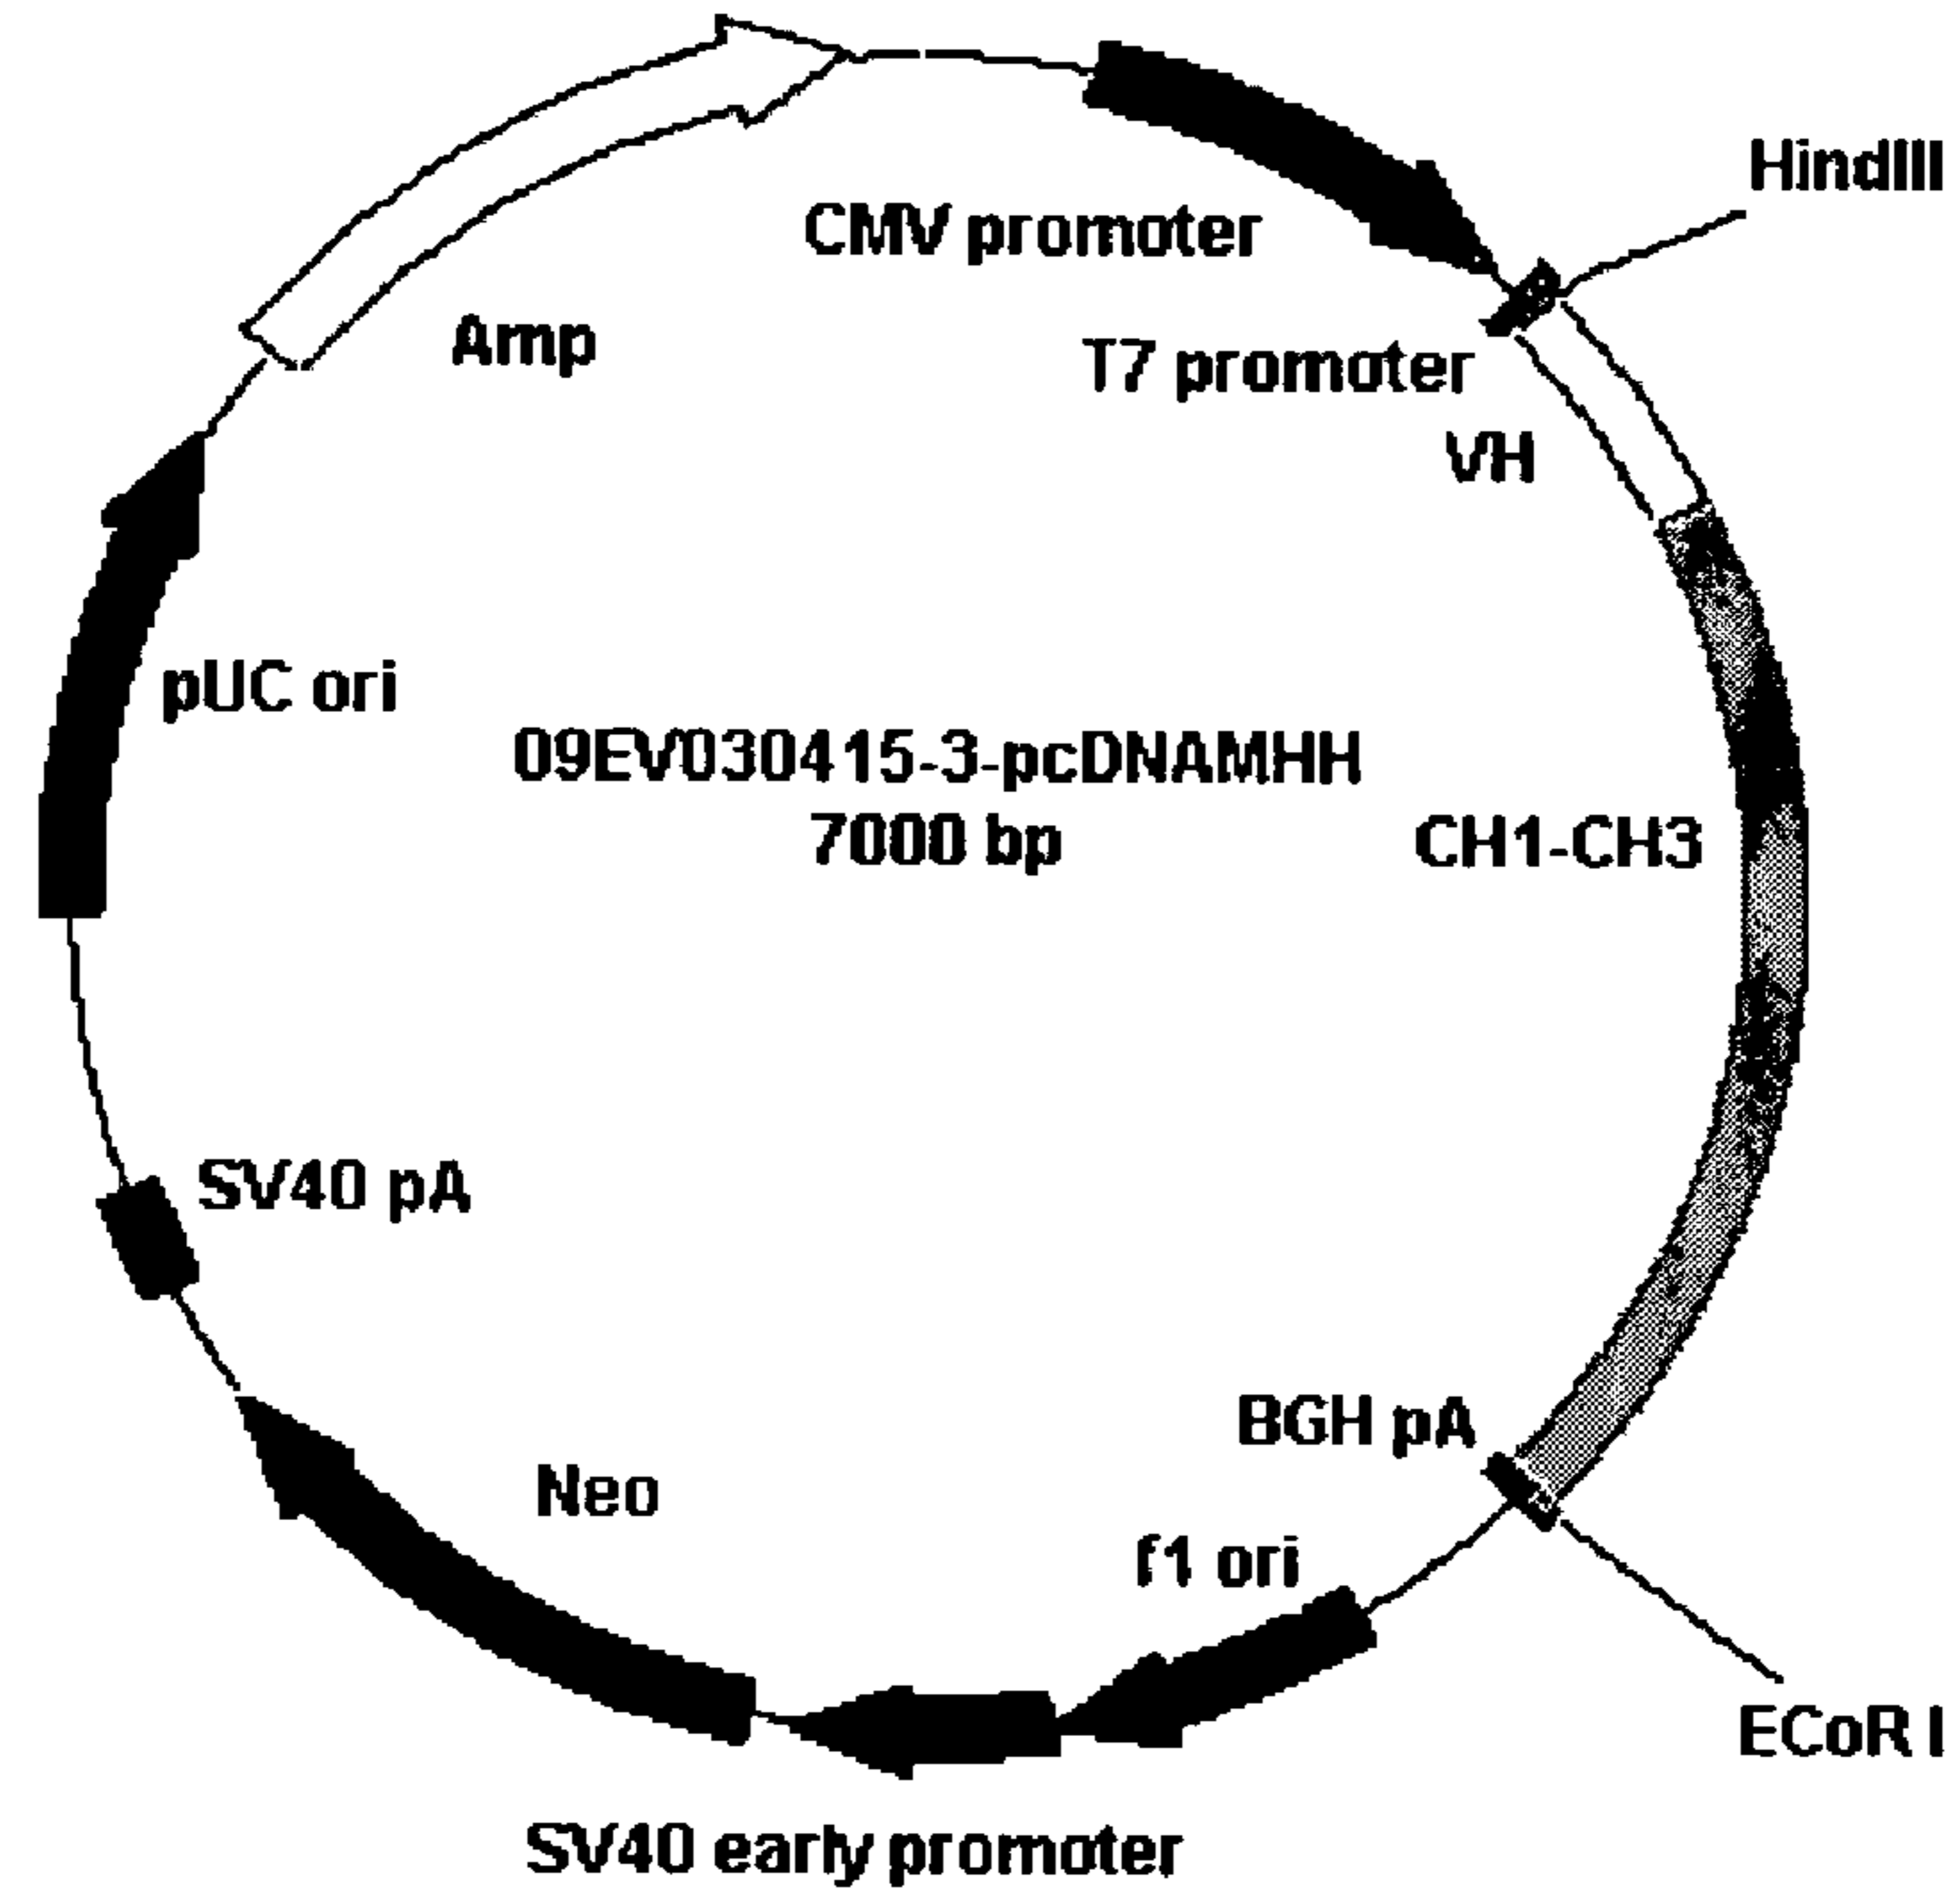 HindIII
CMV promoter
Amp
T7 promoter
VH
pUC ori
09EV030415-3-pcDNAMHH
7000 bp
CH1-CH3
SV40 pA
BGH pA
Neo
f1 ori
ECoR I
SV40 early promoter